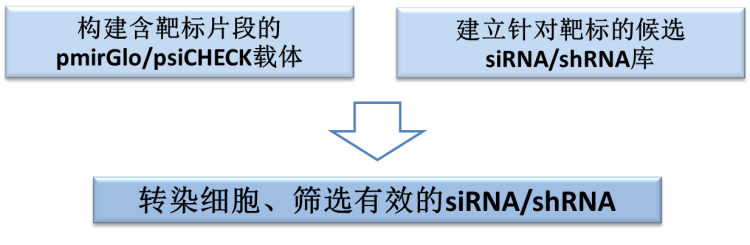 构建含靶标片段的
pmirGlo/psiCHECK载体
建立针对靶标的候选
siRNA/shRNA库
转染细胞、筛选有效的siRNA/shRNA